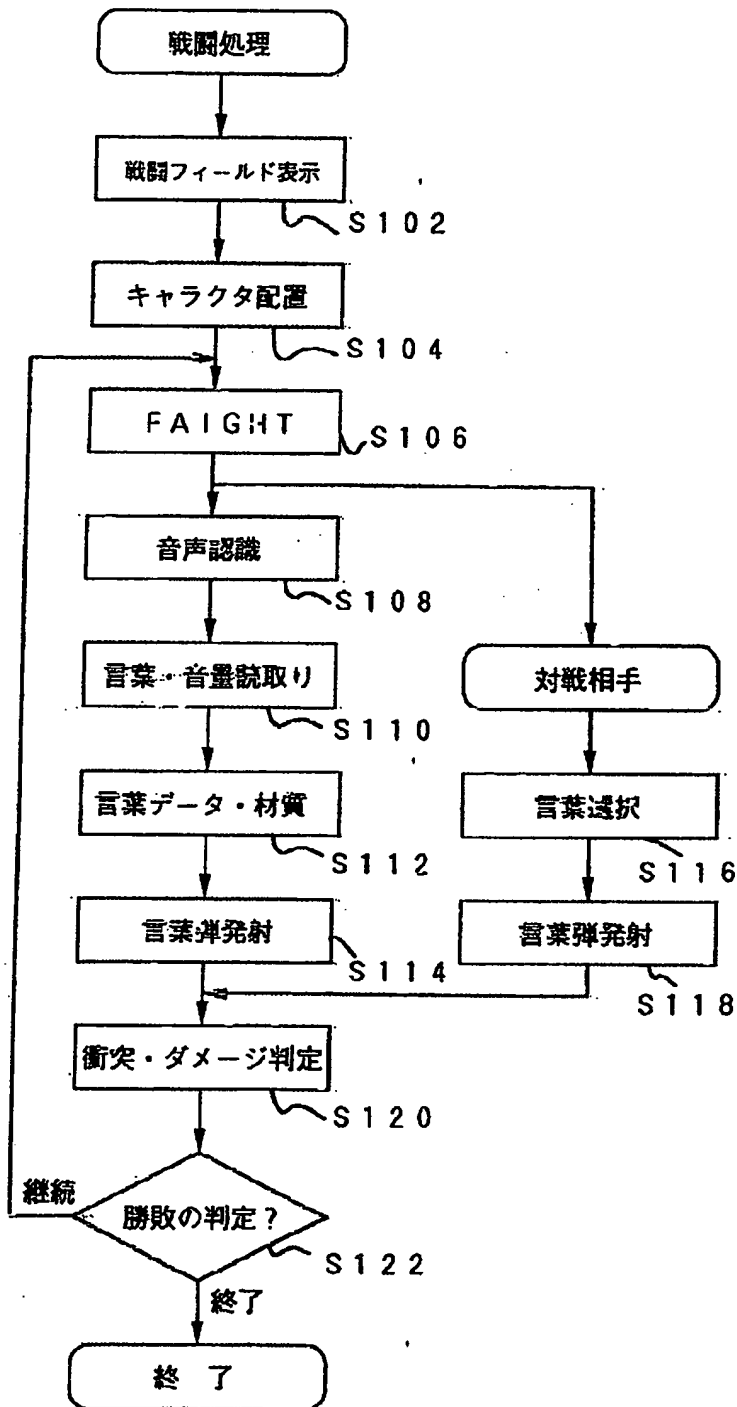 戦闘処理
戦闘フィールド表示
S102
キャラクタ配置
S104
FAIGHT
S106
音声認識
S108
言葉・音量読取り
S110
言葉データ・材質
S112
言葉弾発射
S114
対戦相手
言葉選択
S116
言葉弾発射
S118
衝突・ダメージ判定
S120
継続
勝敗の判定?
S122
終了
終 了